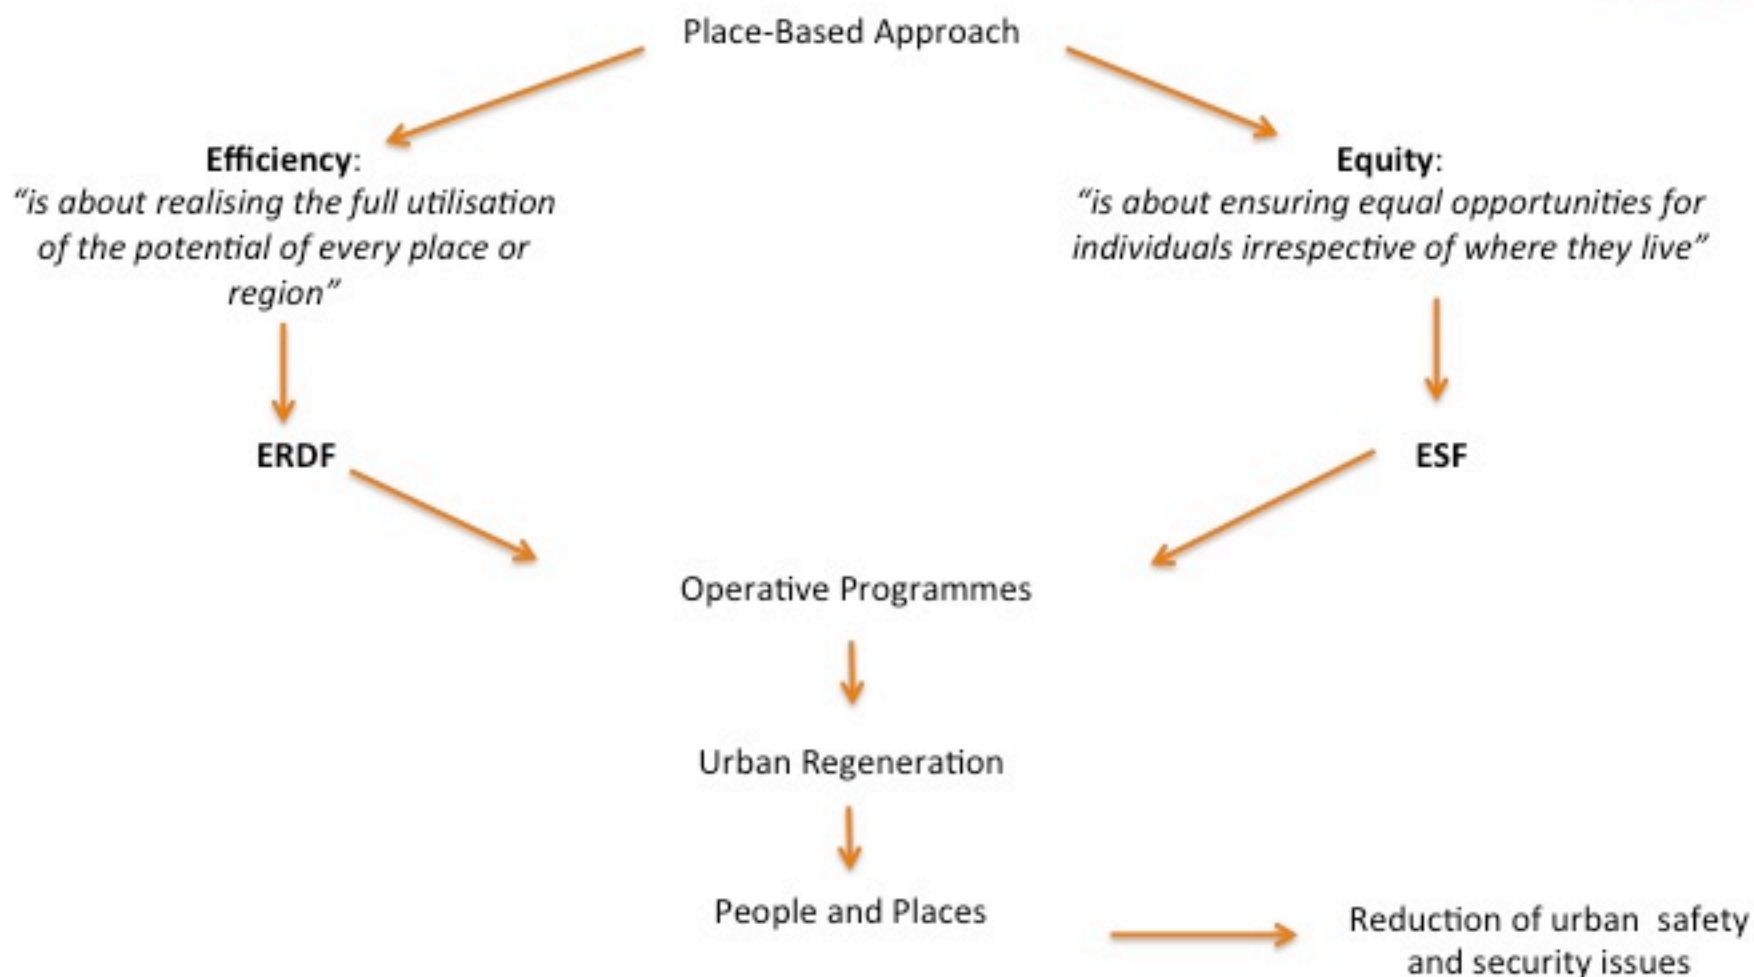 Place-Based Approach
Efficiency:
“is about realising the full utilisation
of the potential of every place or
region”
Equity:
“is about ensuring equal opportunities for
individuals irrespective of where they live”
ERDF
ESF
Operative Programmes
Urban Regeneration
People and Places
Reduction of urban safety
and security issues